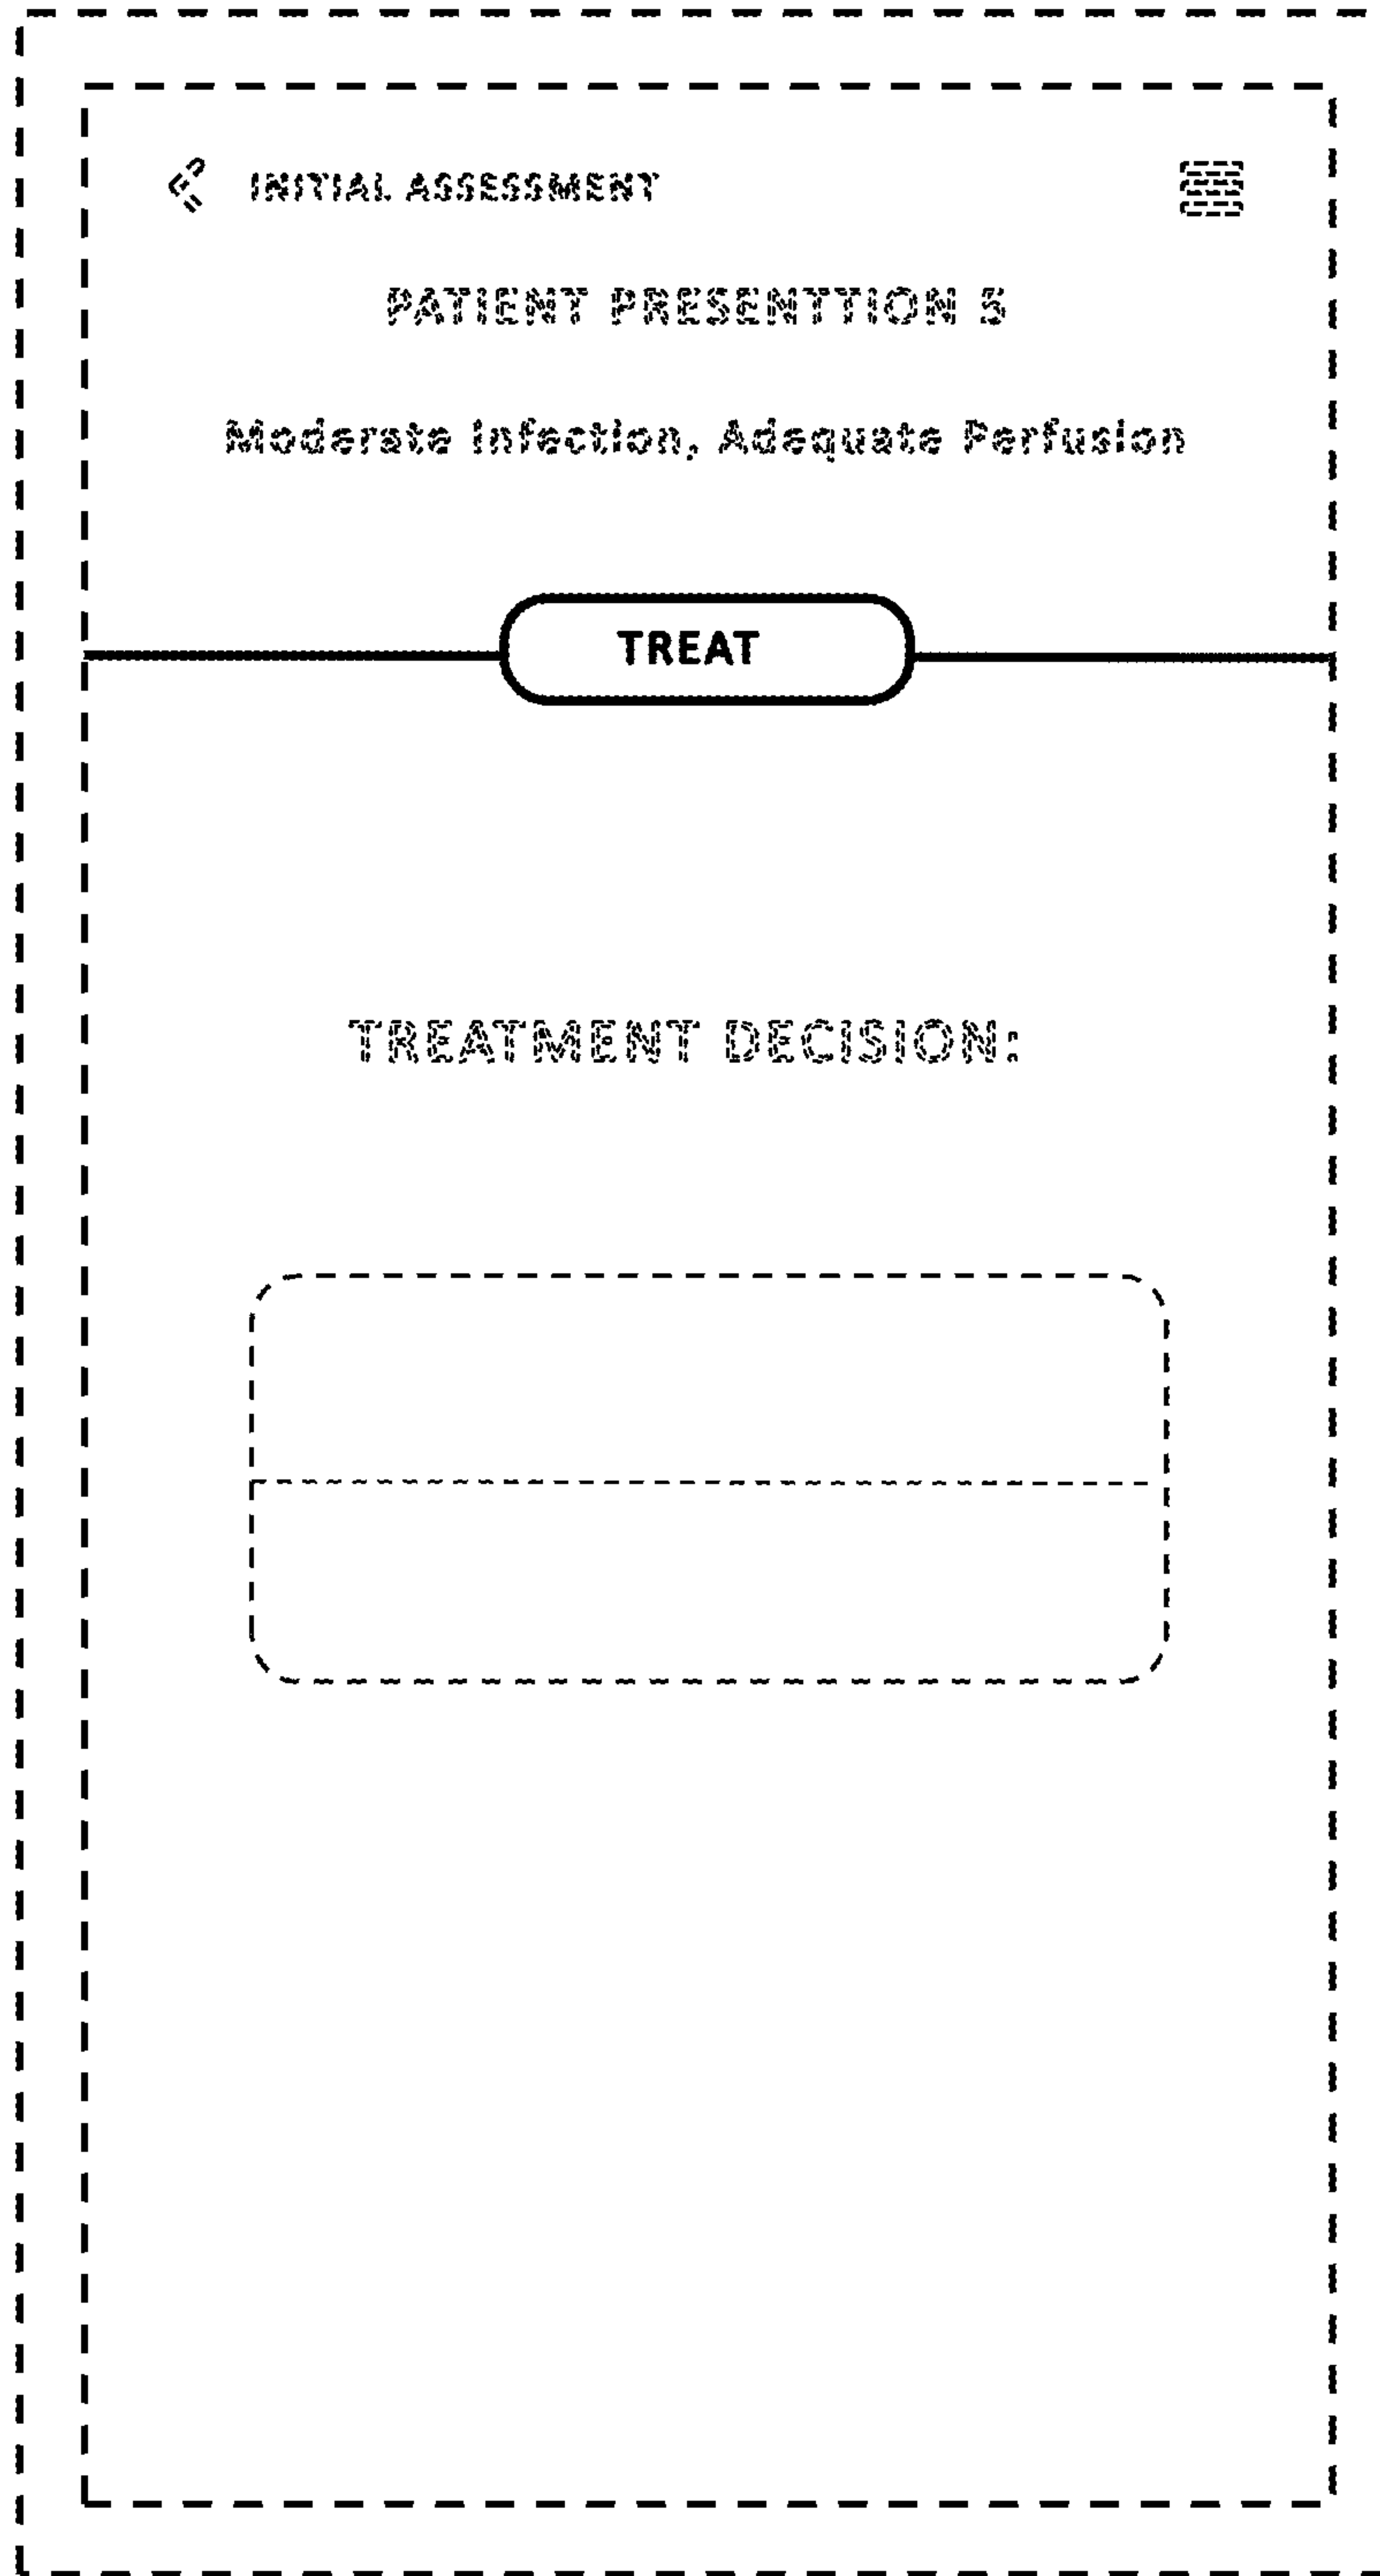 INITIAL ASSESSMENT
PATIENT PRESENTTION 5
Moderate Infection, Adequate Perfusion
TREAT
TREATMENT DECISION: